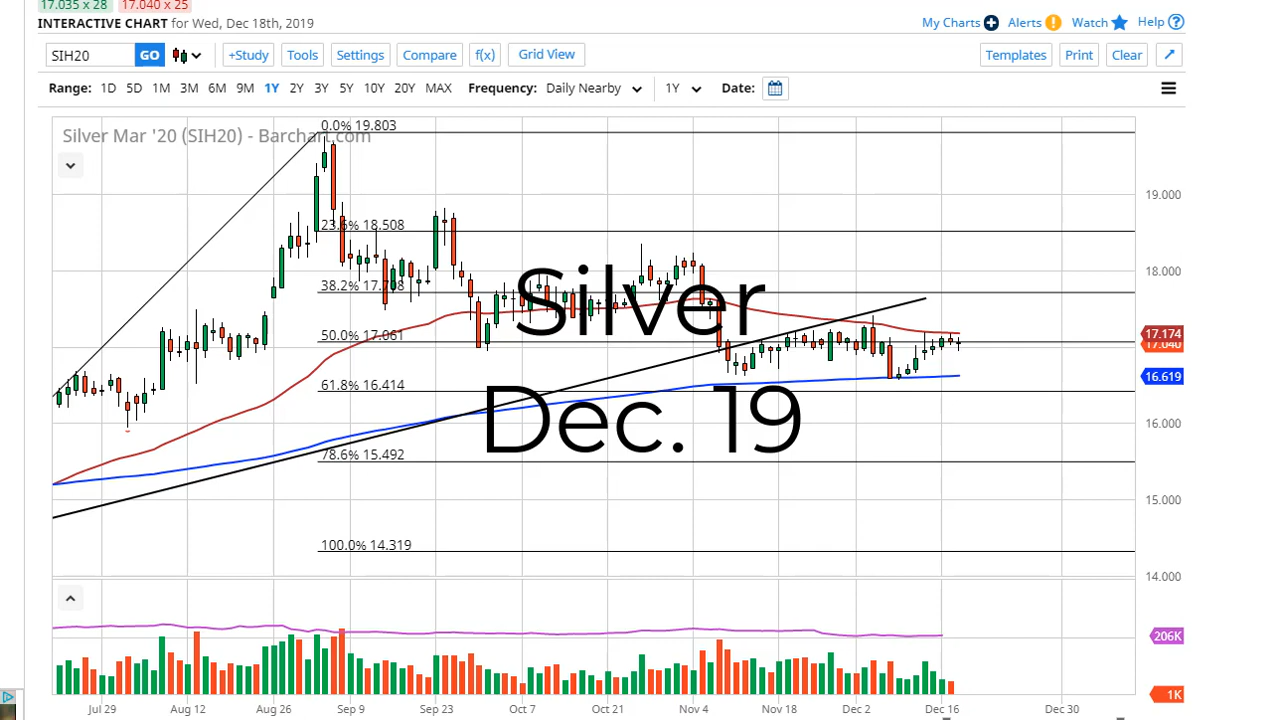 17.035 x 28 17.040 x 25
INTERACTIVE CHART for Wed, Dec 18th, 2019
My Charts Alerts Watch Help
SIH20 GO +Study Tools Settings Compare f(x) Grid View Templates Print Clear
Range: 1D 5D 1M 3M 6M 9M 1Y 2Y 3Y 5Y 10Y 20Y MAX Frequency: Daily Nearby 1Y Date:
Silver Mar '20 (SIH20) - Barchart.com
0.0% 19.803
19.000
23.6% 18.508
18.000
38.2% 17.708
Silver
17.174
17.040
50.0% 17.061
16.619
61.8% 16.414
Dec. 19
16.000
78.6% 15.492
15.000
100.0% 14.319
14.000
206K
1K
Jul 29 Aug 12 Aug 26 Sep 9 Sep 23 Oct 7 Oct 21 Nov 4 Nov 18 Dec 2 Dec 16 Dec 30